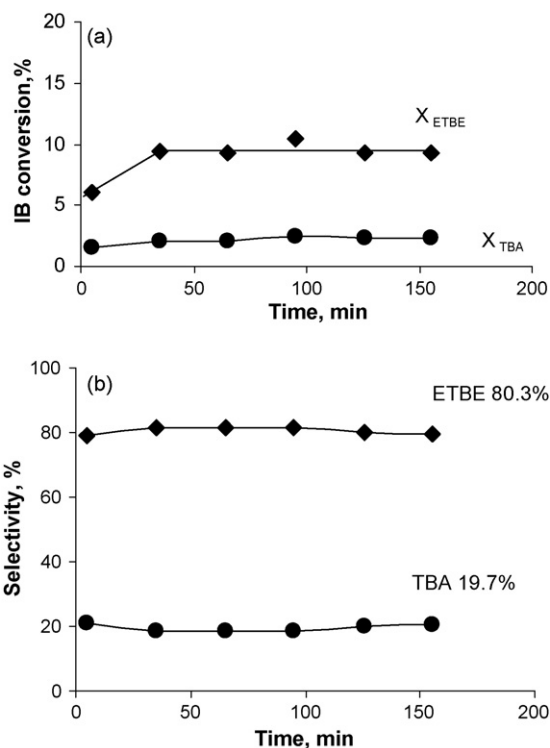 (a)
20
15
10
5
0
IB conversion,%
X ETBE
X TBA
0 50 100 150 200
Time, min
(b)
100
80
60
40
20
0
Selectivity, %
ETBE 80.3%
TBA 19.7%
0 50 100 150 200
Time, min